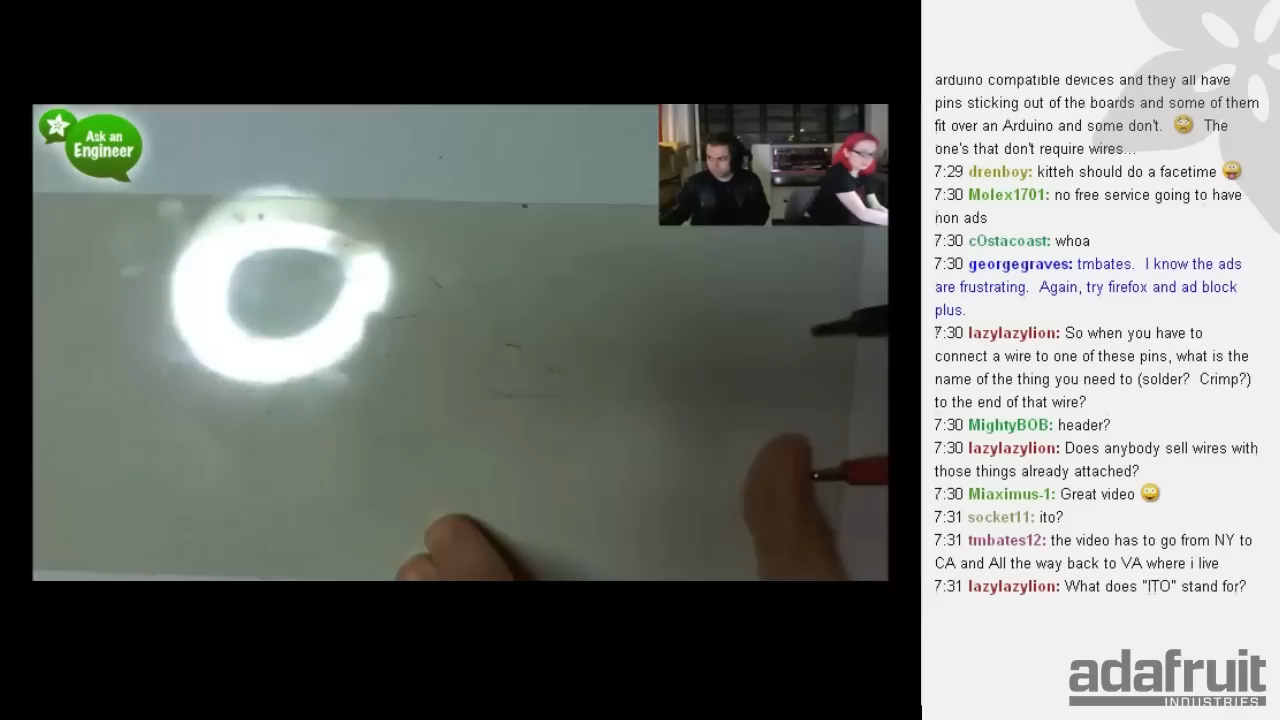 Ask an
Engineer
arduino compatible devices and they all have
pins sticking out of the boards and some of them
fit over an Arduino and some don't. The
one's that don't require wires...
7:29 drenboy: kitteh should do a facetime
7:30 Molex1701: no free service going to have
non ads
7:30 cOstacoast: whoa
7:30 georgegraves: tmbates. I know the ads
are frustrating. Again, try firefox and ad block
plus.
7:30 lazylazylion: So when you have to
connect a wire to one of these pins, what is the
name of the thing you need to (solder? Crimp?)
to the end of that wire?
7:30 MightyBOB: header?
7:30 lazylazylion: Does anybody sell wires with
those things already attached?
7:30 Miaximus-1: Great video
7:31 socket11: ito?
7:31 tmbates12: the video has to go from NY to
CA and All the way back to VA where i live
7:31 lazylazylion: What does "ITO" stand for?
adafruit
INDUSTRIES